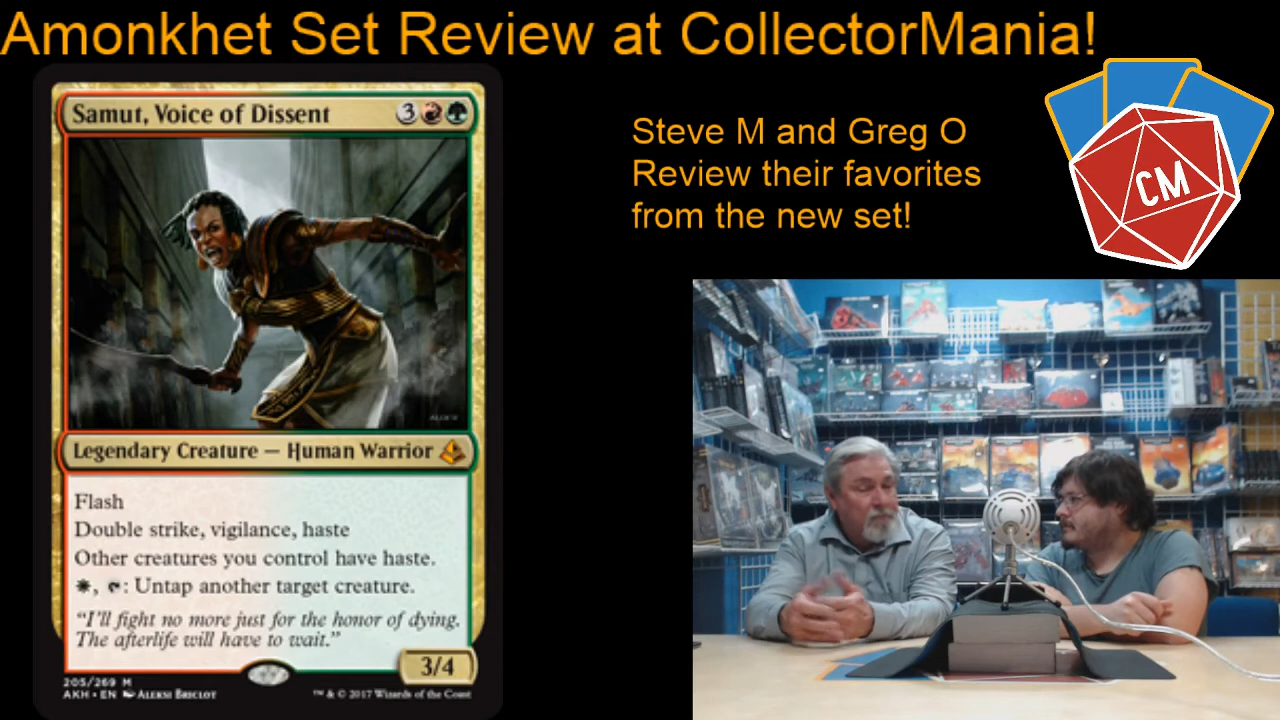 Amonkhet Set Review at CollectorMania!
Samut, Voice of Dissent 3
Legendary Creature — Human Warrior
Flash
Double strike, vigilance, haste
Other creatures you control have haste.
, : Untap another target creature.
“I’ll fight no more just for the honor of dying.
The afterlife will have to wait.”
3/4
205/269 M
AKH • EN Aleksi Briclot
™ & © 2017 Wizards of the Coast
Steve M and Greg O
Review their favorites
from the new set!
CM